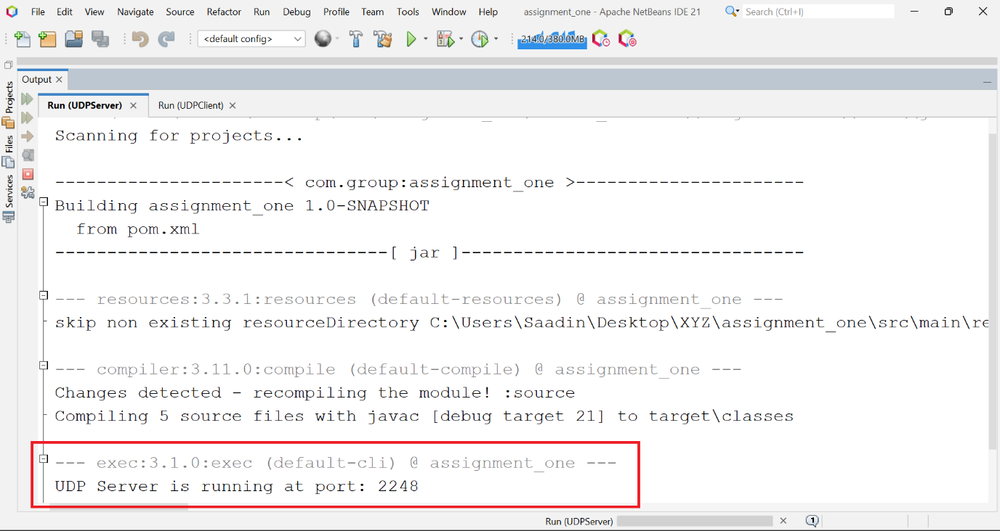 File Edit View Navigate Source Refactor Run Debug Profile Team Tools Window Help assignment_one - Apache NetBeans IDE 21 Search (Ctrl+I)
<default config> 214.0/380.0MB
Output
Projects
Files
Services
Run (UDPServer) Run (UDPClient)
Scanning for projects...
----------------------< com.group:assignment_one >----------------------
Building assignment_one 1.0-SNAPSHOT
from pom.xml
--------------------------------[ jar ]---------------------------------
--- resources:3.3.1:resources (default-resources) @ assignment_one ---
skip non existing resourceDirectory C:\Users\Saadin\Desktop\XYZ\assignment_one\src\main\re
--- compiler:3.11.0:compile (default-compile) @ assignment_one ---
Changes detected - recompiling the module! :source
Compiling 5 source files with javac [debug target 21] to target\classes
--- exec:3.1.0:exec (default-cli) @ assignment_one ---
UDP Server is running at port: 2248
Run (UDPServer) 1